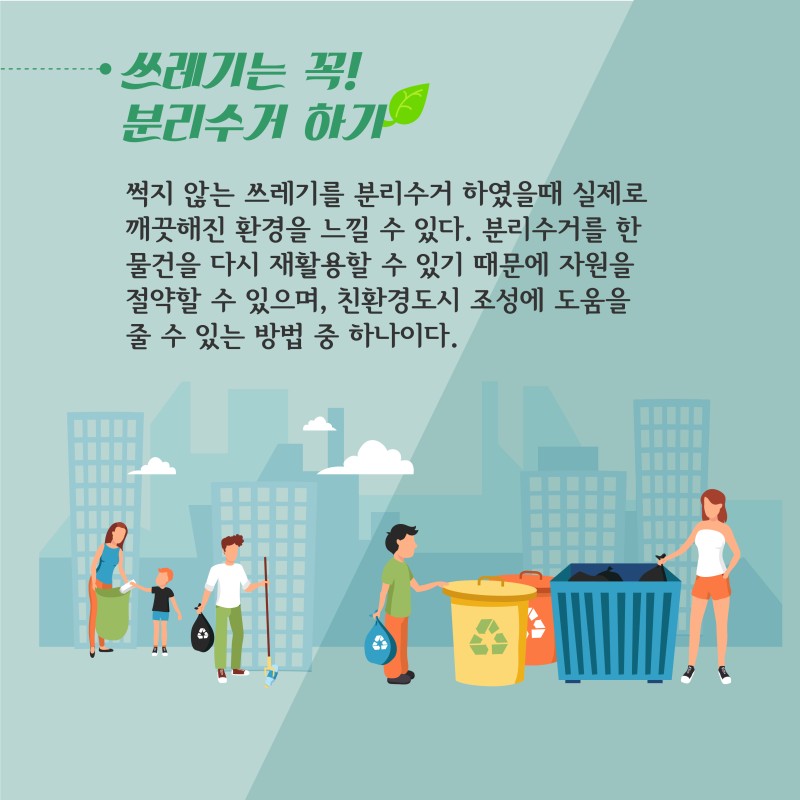 쓰레기는 꼭!
분리수거 하기
썩지 않는 쓰레기를 분리수거 하였을때 실제로
깨끗해진 환경을 느낄 수 있다. 분리수거를 한
물건을 다시 재활용할 수 있기 때문에 자원을
절약할 수 있으며, 친환경도시 조성에 도움을
줄 수 있는 방법 중 하나이다.